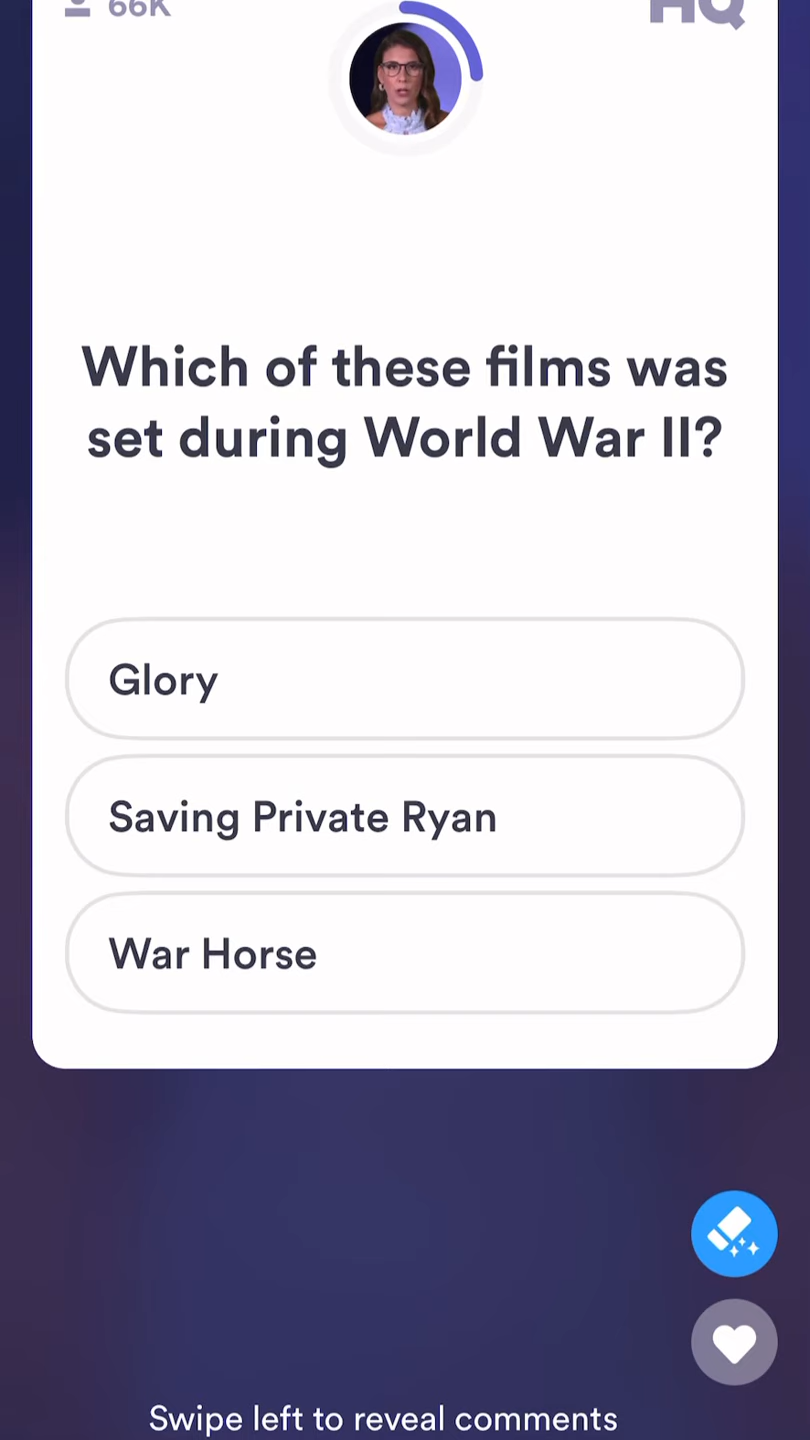 66K
HQ
Which of these films was
set during World War II?
Glory
Saving Private Ryan
War Horse
Swipe left to reveal comments